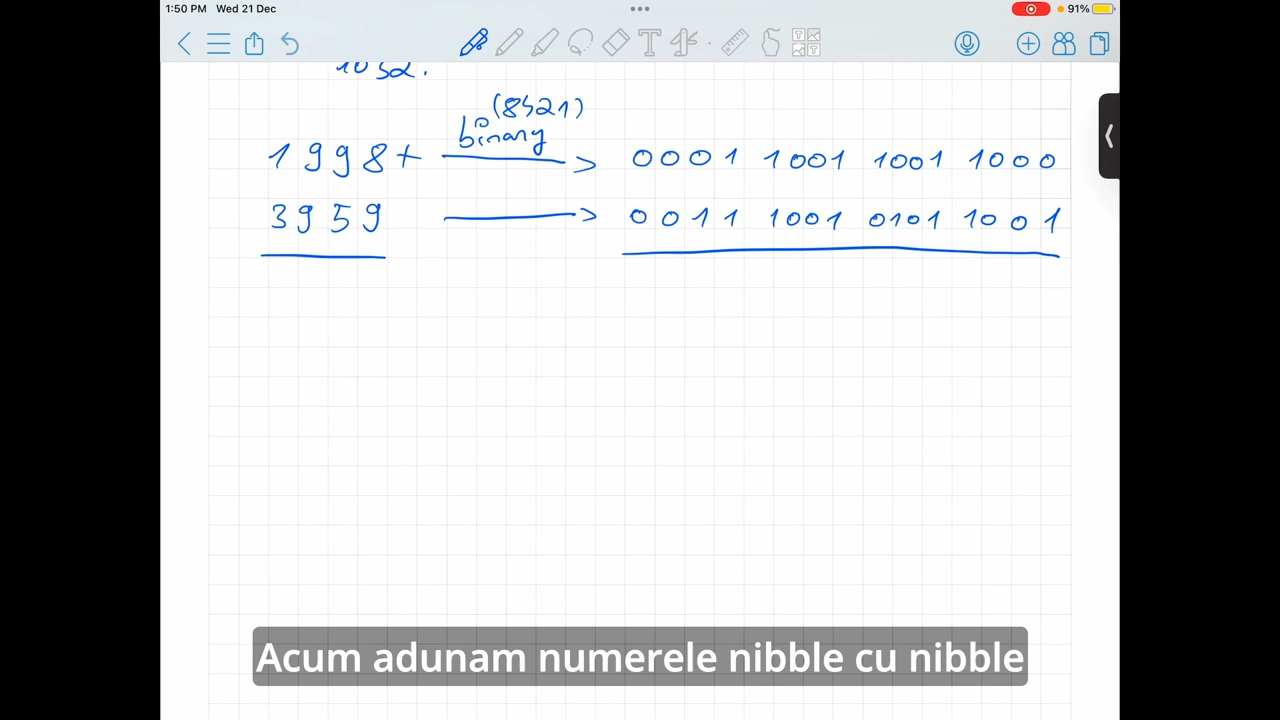 1:50 PM Wed 21 Dec
91%
(8421)
binary
1998+ → 0001 1001 1001 1000
3959 → 0011 1001 0101 1001
Acum adunam numerele nibble cu nibble